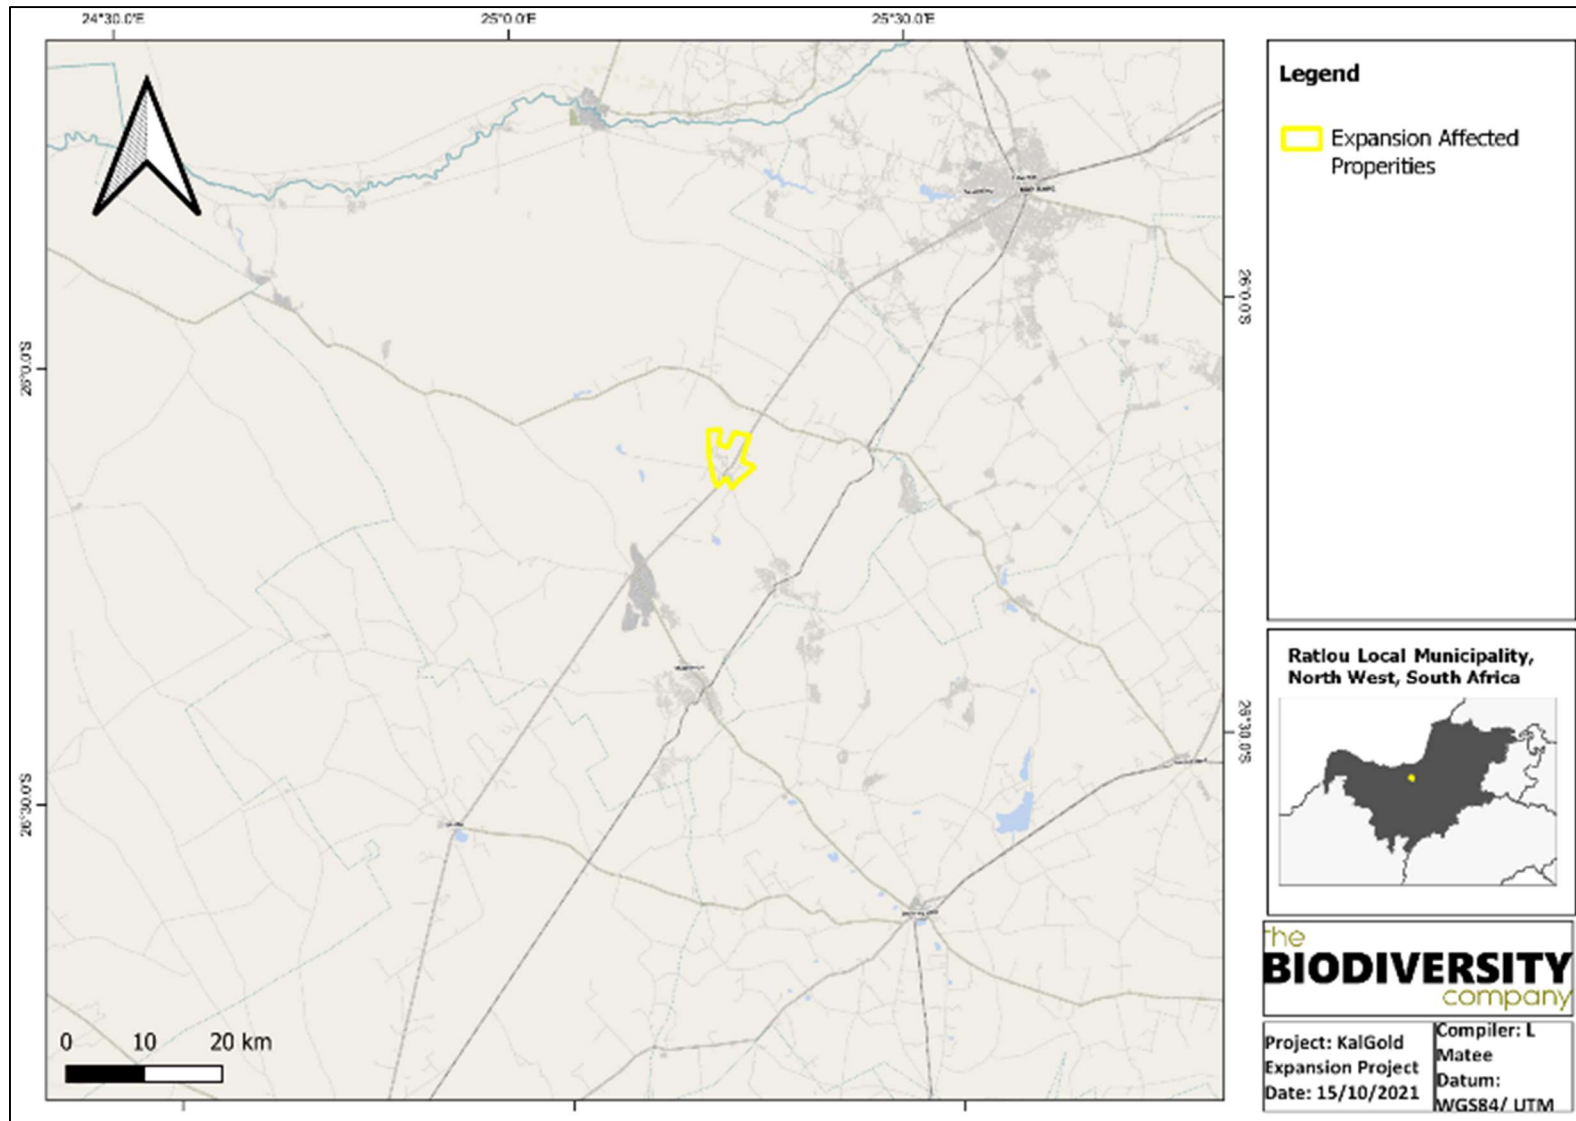 24°30.0'E
25°0.0'E
25°30.0'E
26°0.0'S
26°30.0'S
26°0.0'S
26°30.0'S
0 10 20 km
Legend
Expansion Affected
Properities
Ratlou Local Municipality,
North West, South Africa
the
BIODIVERSITY
company
Project: KalGold
Expansion Project
Date: 15/10/2021
Compiler: L
Matee
Datum:
WGS84/ UTM